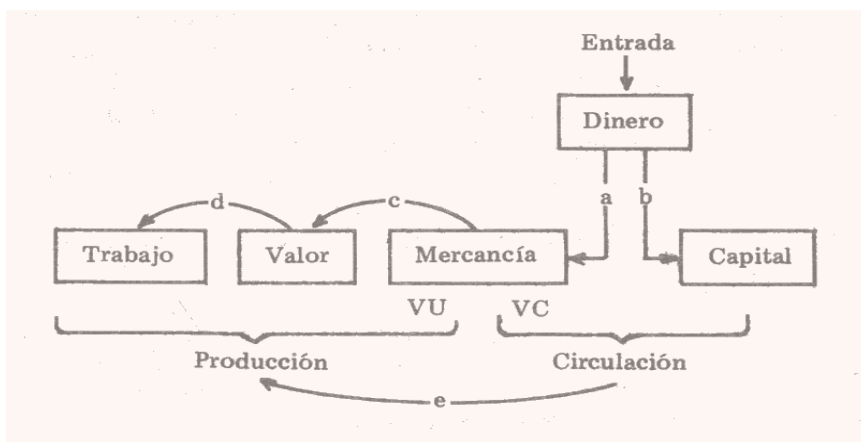 Entrada
Dinero
a b
d c
Trabajo Valor Mercancía Capital
VU VC
Producción Circulación
e